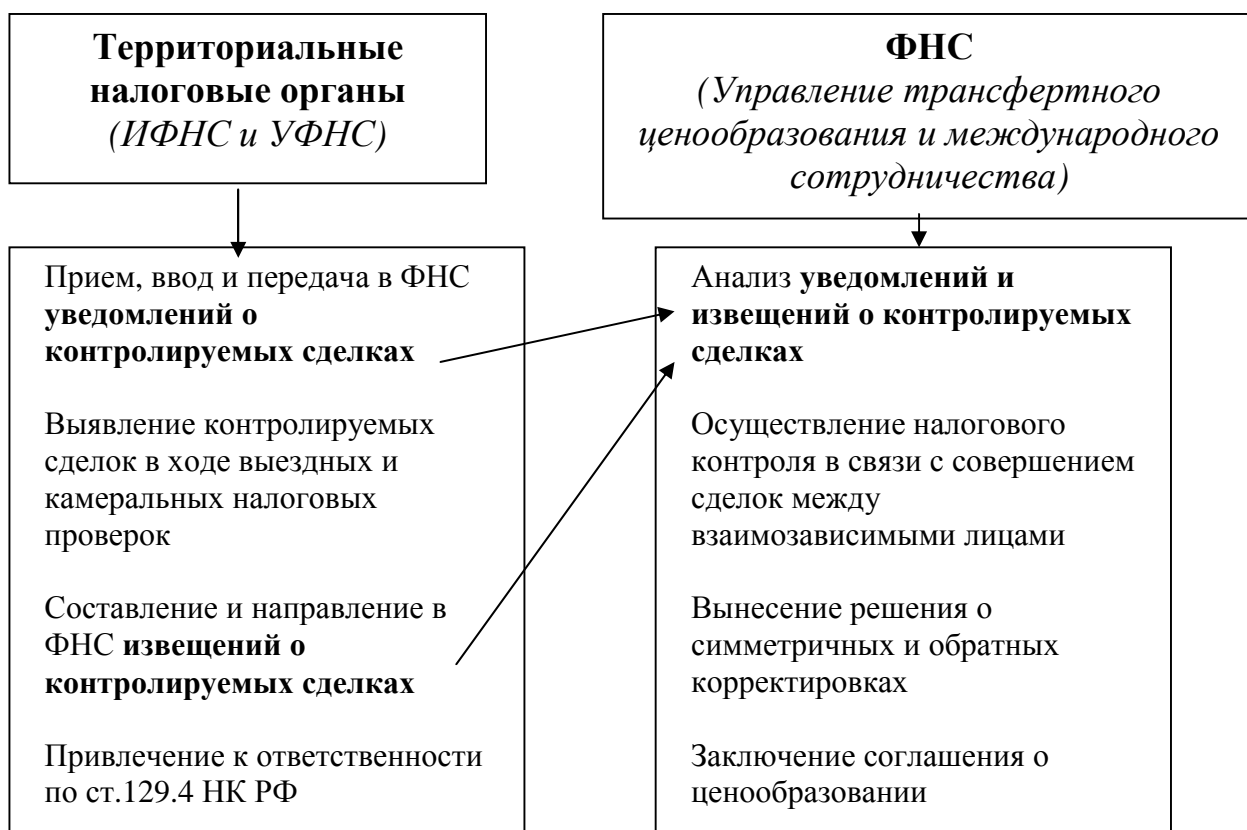 Территориальные
налоговые органы
(ИФНС и УФНС)
ФНС
(Управление трансфертного
ценообразования и международного
сотрудничества)
Прием, ввод и передача в ФНС
уведомлений о
контролируемых сделках
Выявление контролируемых
сделок в ходе выездных и
камеральных налоговых
проверок
Составление и направление в
ФНС извещений о
контролируемых сделках
Привлечение к ответственности
по ст.129.4 НК РФ
Анализ уведомлений и
извещений о контролируемых
сделках
Осуществление налогового
контроля в связи с совершением
сделок между
взаимозависимыми лицами
Вынесение решения о
симметричных и обратных
корректировках
Заключение соглашения о
ценообразовании